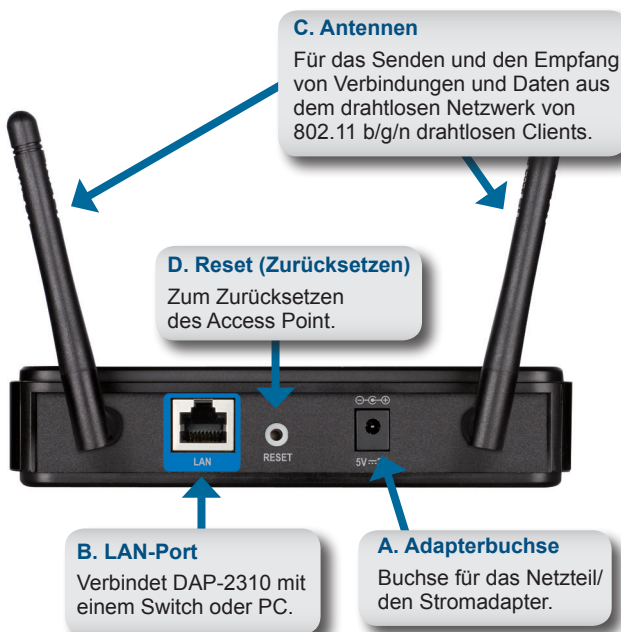 C. Antennen
Für das Senden und den Empfang
von Verbindungen und Daten aus
dem drahtlosen Netzwerk von
802.11 b/g/n drahtlosen Clients.
D. Reset (Zurücksetzen)
Zum Zurücksetzen
des Access Point.
LAN
RESET
5V
B. LAN-Port
Verbindet DAP-2310 mit
einem Switch oder PC.
A. Adapterbuchse
Buchse für das Netzteil/
den Stromadapter.